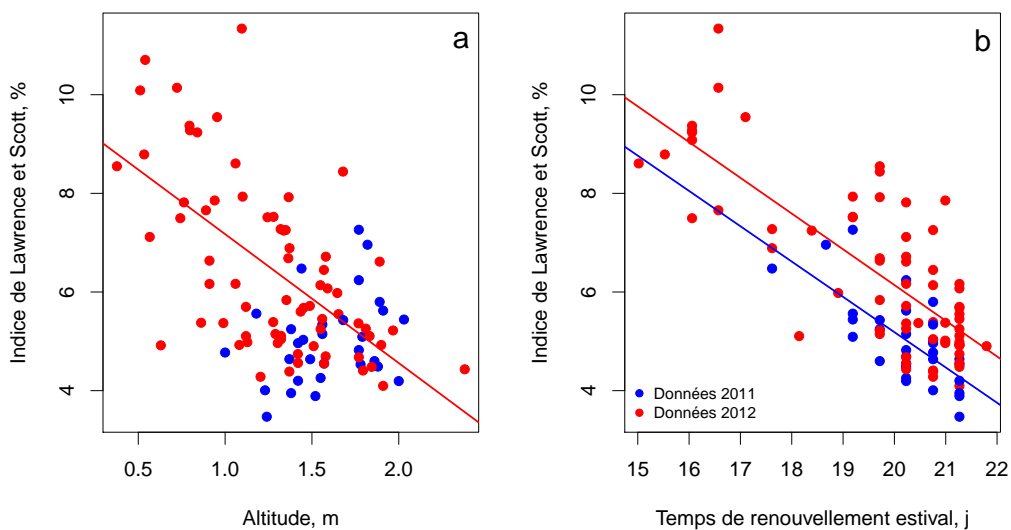 a
Indice de Lawrence et Scott, %
10
8
6
4
0.5 1.0 1.5 2.0
Altitude, m
b
Indice de Lawrence et Scott, %
10
8
6
4
Données 2011
Données 2012
15 16 17 18 19 20 21 22
Temps de renouvellement estival, j